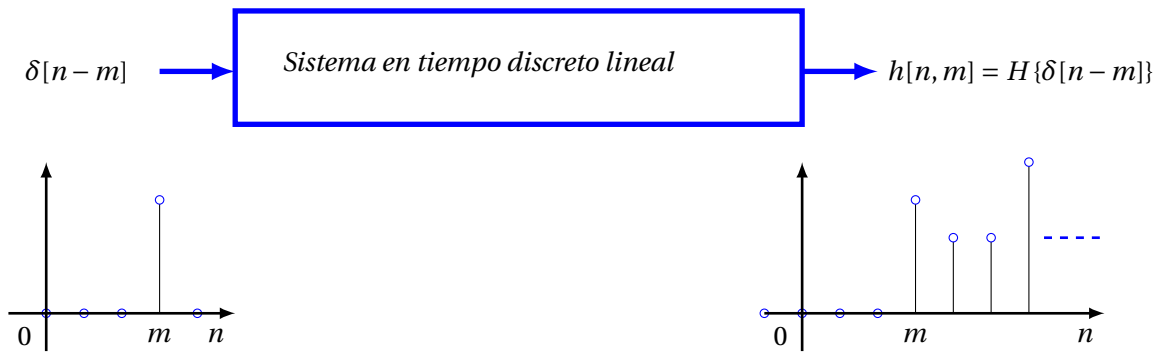 δ[n − m]
Sistema en tiempo discreto lineal
h[n, m] = H{δ[n − m]}
0 m n
0 m n